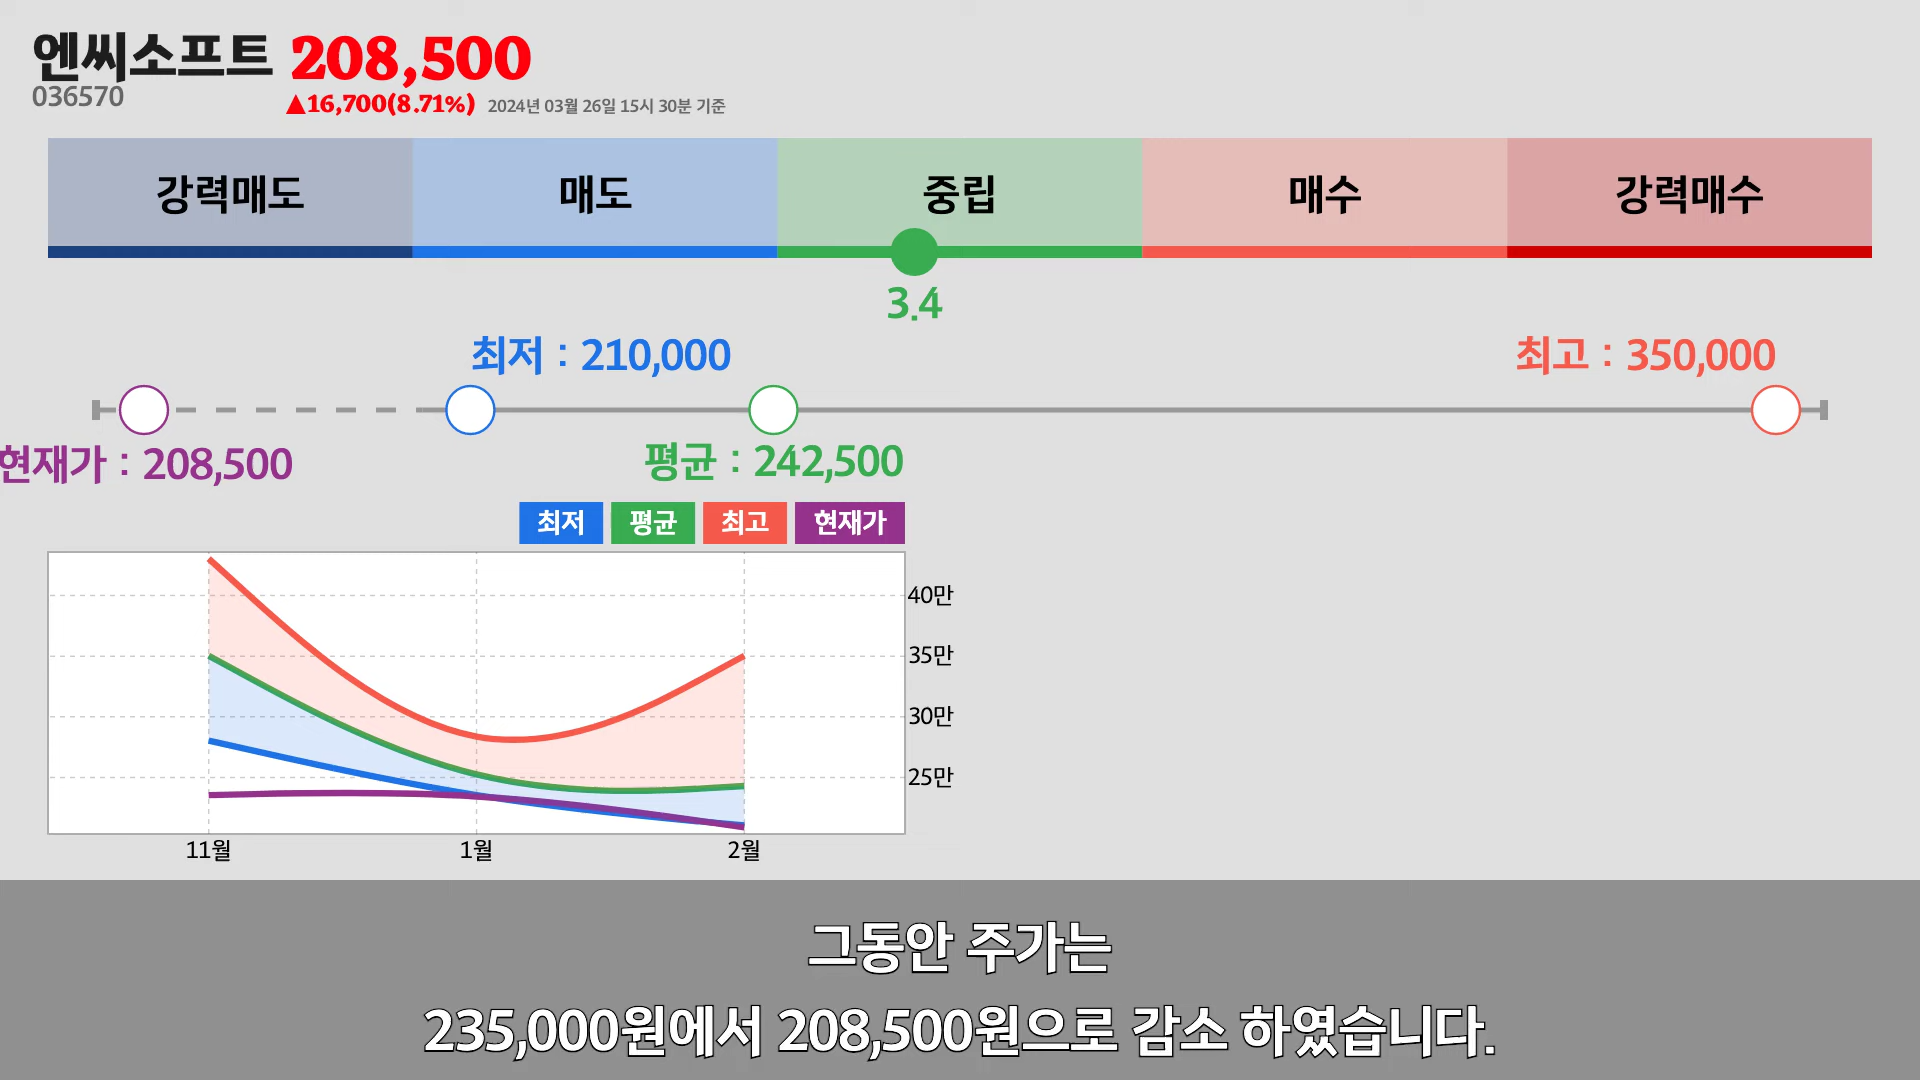 엔씨소프트 208,500
036570
▲16,700(8.71%) 2024년 03월 26일 15시 30분 기준
강력매도 매도 중립 매수 강력매수
3.4
최저 : 210,000
최고 : 350,000
현재가 : 208,500
평균 : 242,500
최저 평균 최고 현재가
40만
35만
30만
25만
11월 1월 2월
그동안 주가는
235,000원에서 208,500원으로 감소 하였습니다.